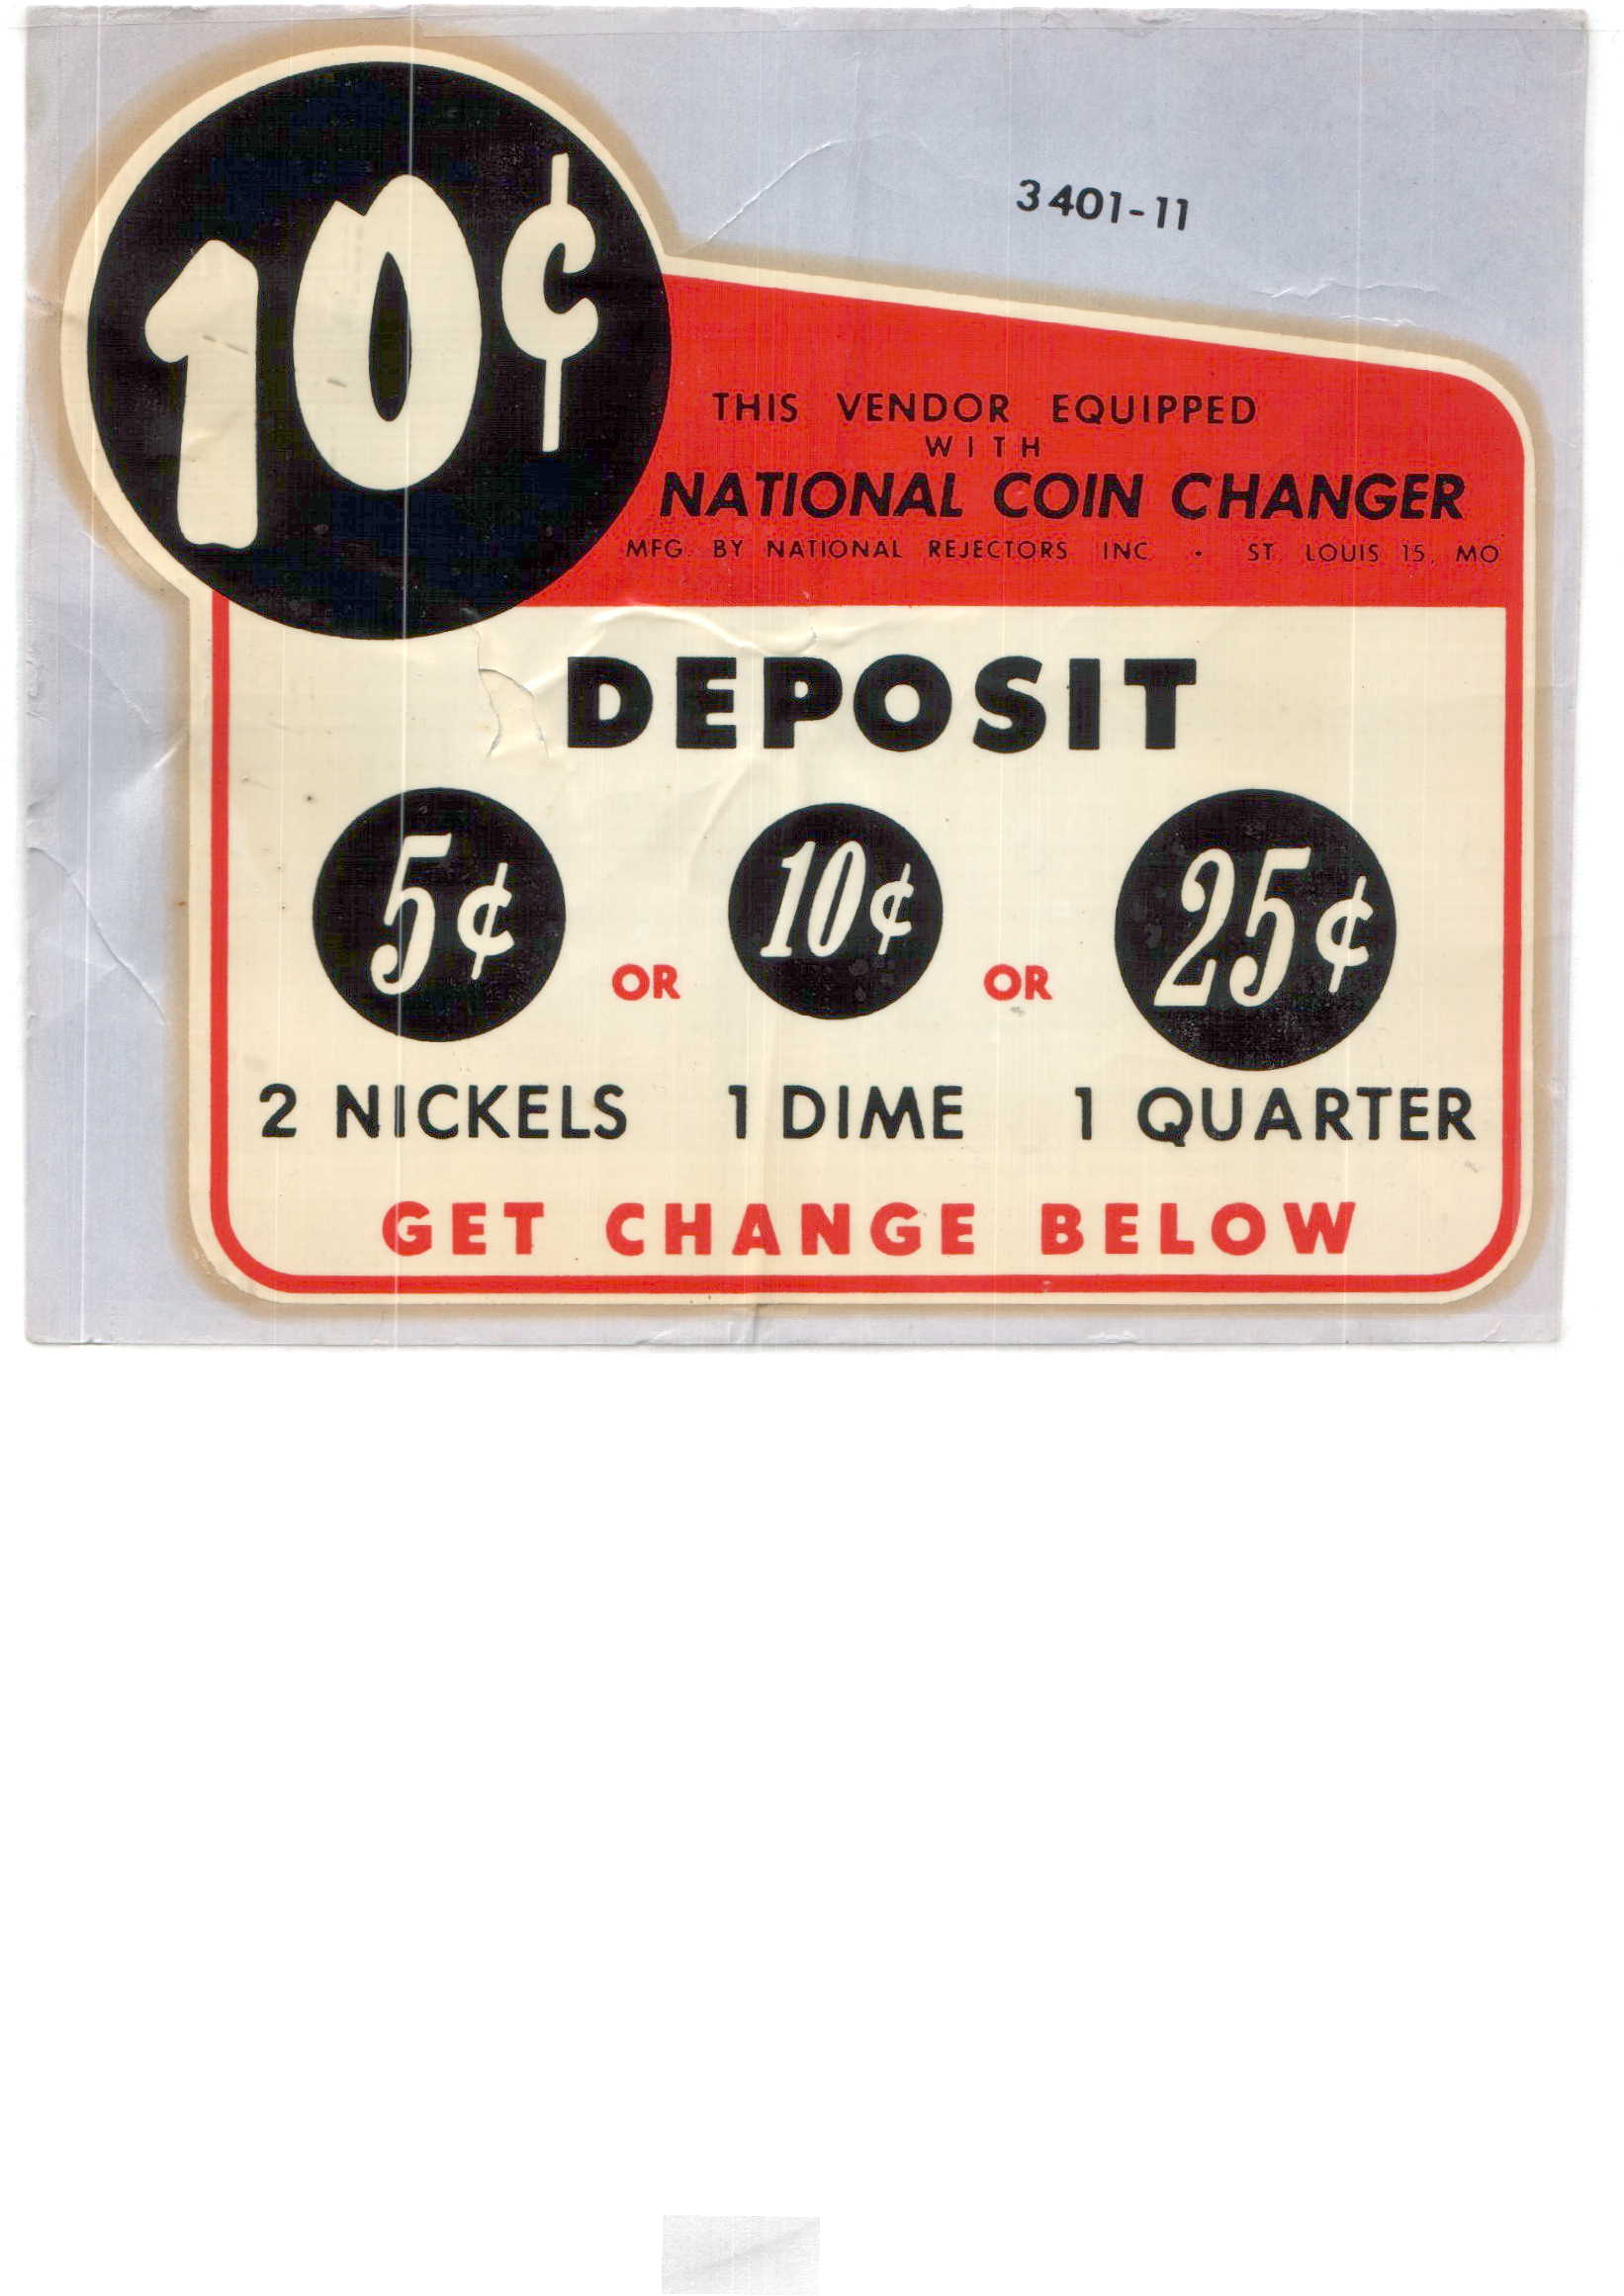 3401-11
10¢
THIS VENDOR EQUIPPED
WITH
NATIONAL COIN CHANGER
MFG. BY NATIONAL REJECTORS INC. • ST. LOUIS 15, MO
DEPOSIT
5¢ OR 10¢ OR 25¢
2 NICKELS 1 DIME 1 QUARTER
GET CHANGE BELOW